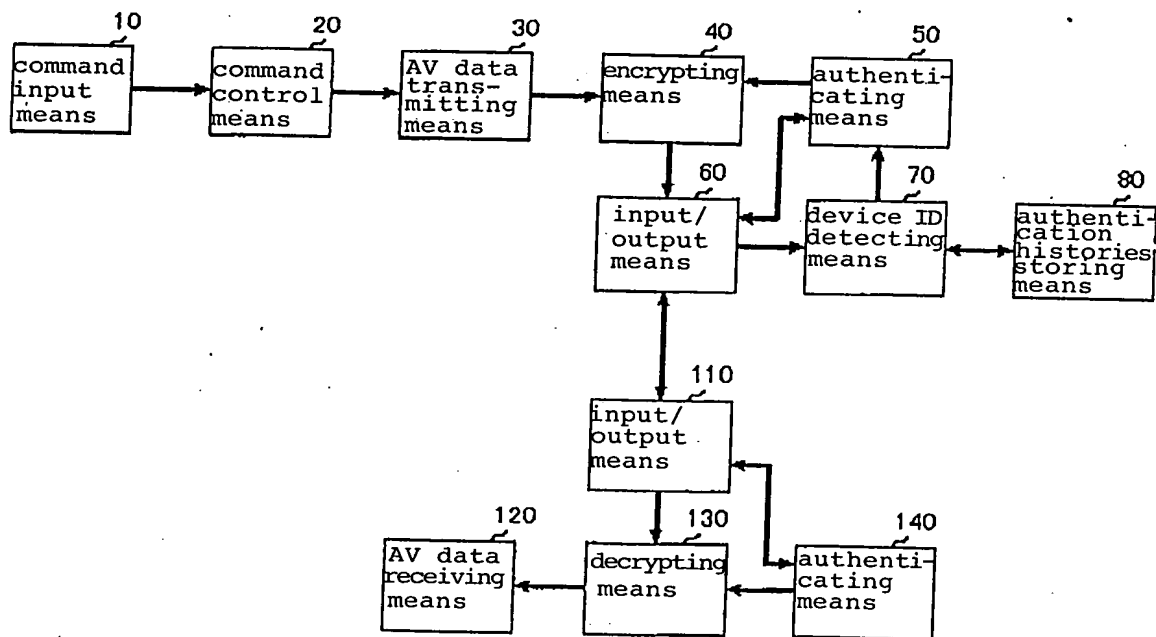 10
command
input
means
20
command
control
means
30
AV data
trans-
mitting
means
40
encrypting
means
50
authenti-
cating
means
60
input/
output
means
70
device ID
detecting
means
80
authenti-
cation
histories
storing
means
110
input/
output
means
120
AV data
receiving
means
130
decrypting
means
140
authenti-
cating
means